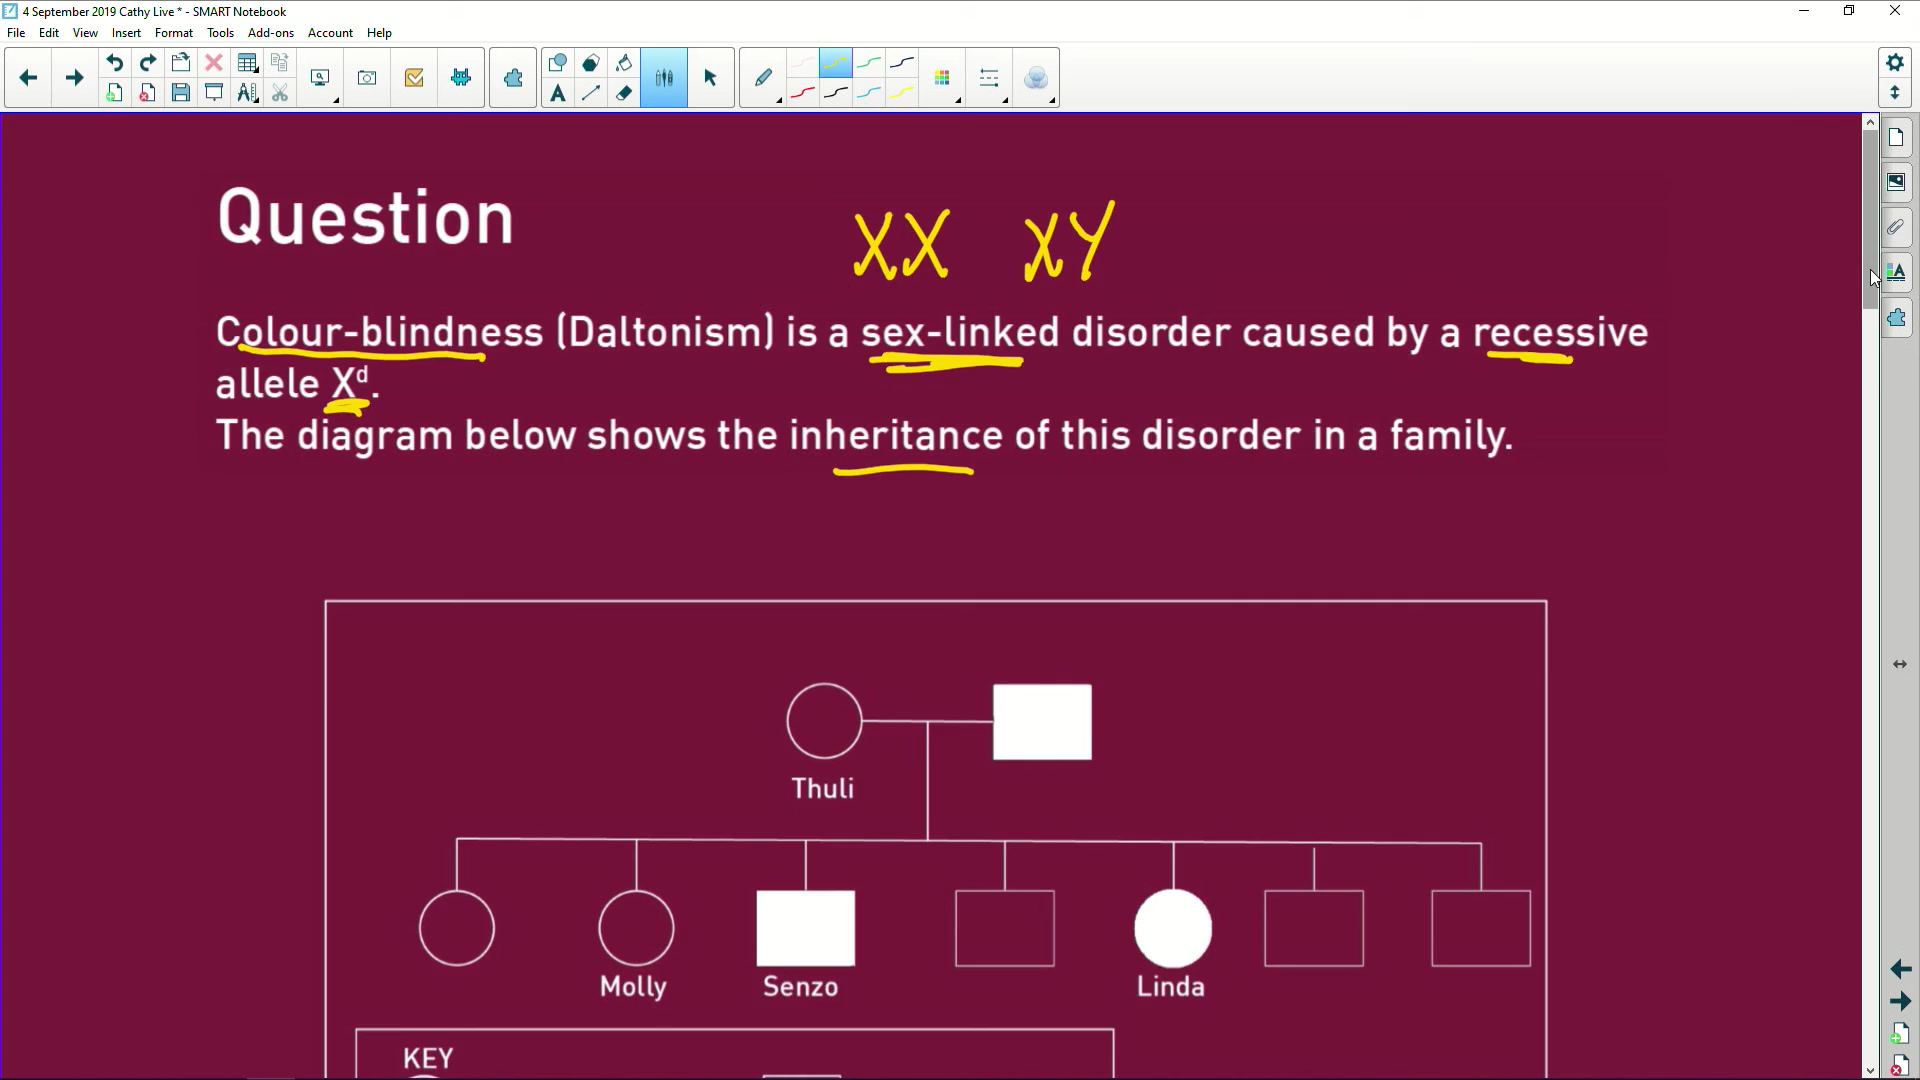 4 September 2019 Cathy Live * - SMART Notebook
File Edit View Insert Format Tools Add-ons Account Help
Question
XX XY
Colour-blindness (Daltonism) is a sex-linked disorder caused by a recessive
allele Xᵈ.
The diagram below shows the inheritance of this disorder in a family.
Thuli
Molly Senzo Linda
KEY